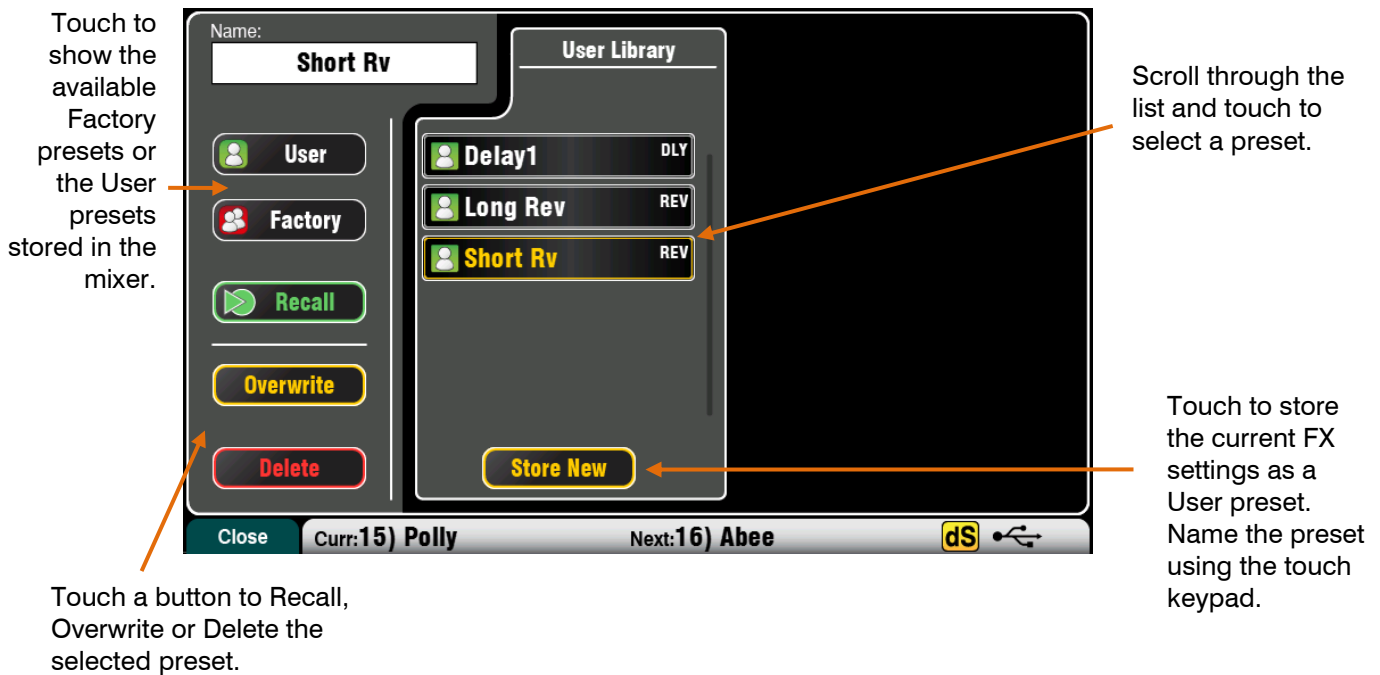 Touch to
show the
available
Factory
presets or
the User
presets
stored in the
mixer.
Name:
Short Rv
User Library
User
Factory
Recall
Overwrite
Delete
Delay1 DLY
Long Rev REV
Short Rv REV
Store New
Close Curr:15) Polly Next:16) Abee dS
Scroll through the
list and touch to
select a preset.
Touch to store
the current FX
settings as a
User preset.
Name the preset
using the touch
keypad.
Touch a button to Recall,
Overwrite or Delete the
selected preset.